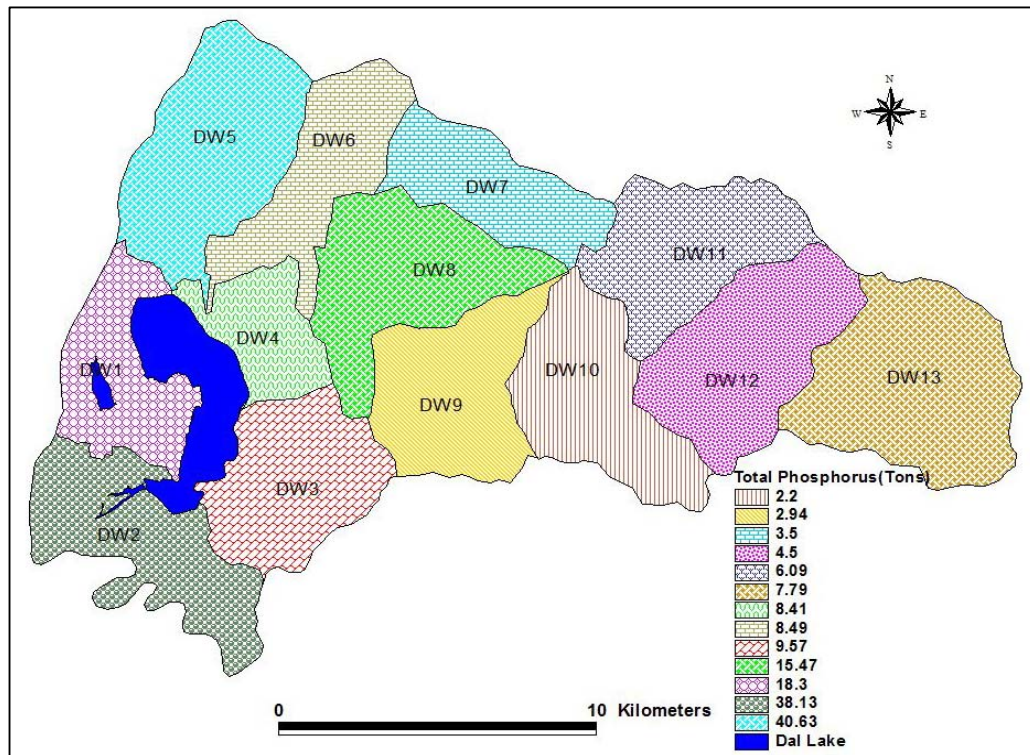 N
W E
S
DW5
DW6
DW7
DW11
DW8
DW4
DW1
DW10
DW12
DW13
DW9
DW3
DW2
Total Phosphorus(Tons)
2.2
2.94
3.5
4.5
6.09
7.79
8.41
8.49
9.57
15.47
18.3
38.13
40.63
Dal Lake
0 10 Kilometers